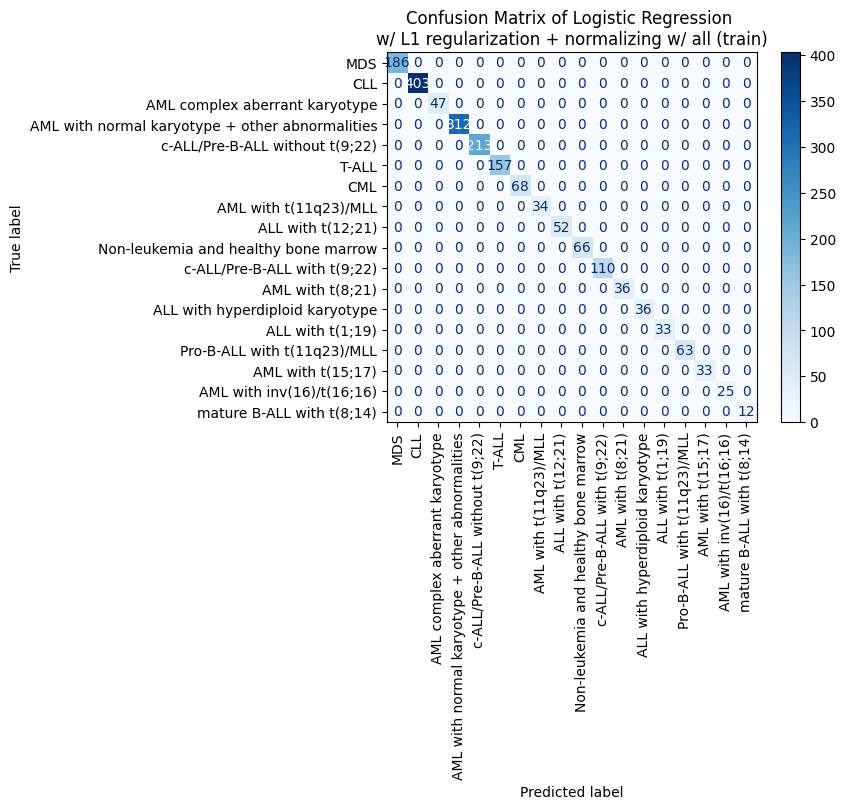 Confusion Matrix of Logistic Regression
w/ L1 regularization + normalizing w/ all (train)
True label
MDS 186 0 0 0 0 0 0 0 0 0 0 0 0 0 0 0 0 0
CLL 0 403 0 0 0 0 0 0 0 0 0 0 0 0 0 0 0 0
AML complex aberrant karyotype 0 0 47 0 0 0 0 0 0 0 0 0 0 0 0 0 0 0
AML with normal karyotype + other abnormalities 0 0 0 312 0 0 0 0 0 0 0 0 0 0 0 0 0 0
c-ALL/Pre-B-ALL without t(9;22) 0 0 0 0 213 0 0 0 0 0 0 0 0 0 0 0 0 0
T-ALL 0 0 0 0 0 157 0 0 0 0 0 0 0 0 0 0 0 0
CML 0 0 0 0 0 0 68 0 0 0 0 0 0 0 0 0 0 0
AML with t(11q23)/MLL 0 0 0 0 0 0 0 34 0 0 0 0 0 0 0 0 0 0
ALL with t(12;21) 0 0 0 0 0 0 0 0 52 0 0 0 0 0 0 0 0 0
Non-leukemia and healthy bone marrow 0 0 0 0 0 0 0 0 0 66 0 0 0 0 0 0 0 0
c-ALL/Pre-B-ALL with t(9;22) 0 0 0 0 0 0 0 0 0 0 110 0 0 0 0 0 0 0
AML with t(8;21) 0 0 0 0 0 0 0 0 0 0 0 36 0 0 0 0 0 0
ALL with hyperdiploid karyotype 0 0 0 0 0 0 0 0 0 0 0 0 36 0 0 0 0 0
ALL with t(1;19) 0 0 0 0 0 0 0 0 0 0 0 0 0 33 0 0 0 0
Pro-B-ALL with t(11q23)/MLL 0 0 0 0 0 0 0 0 0 0 0 0 0 0 63 0 0 0
AML with t(15;17) 0 0 0 0 0 0 0 0 0 0 0 0 0 0 0 33 0 0
AML with inv(16)/t(16;16) 0 0 0 0 0 0 0 0 0 0 0 0 0 0 0 0 25 0
mature B-ALL with t(8;14) 0 0 0 0 0 0 0 0 0 0 0 0 0 0 0 0 0 12
MDS
CLL
AML complex aberrant karyotype
AML with normal karyotype + other abnormalities
c-ALL/Pre-B-ALL without t(9;22)
T-ALL
CML
AML with t(11q23)/MLL
ALL with t(12;21)
Non-leukemia and healthy bone marrow
c-ALL/Pre-B-ALL with t(9;22)
AML with t(8;21)
ALL with hyperdiploid karyotype
ALL with t(1;19)
Pro-B-ALL with t(11q23)/MLL
AML with t(15;17)
AML with inv(16)/t(16;16)
mature B-ALL with t(8;14)
Predicted label
400
350
300
250
200
150
100
50
0